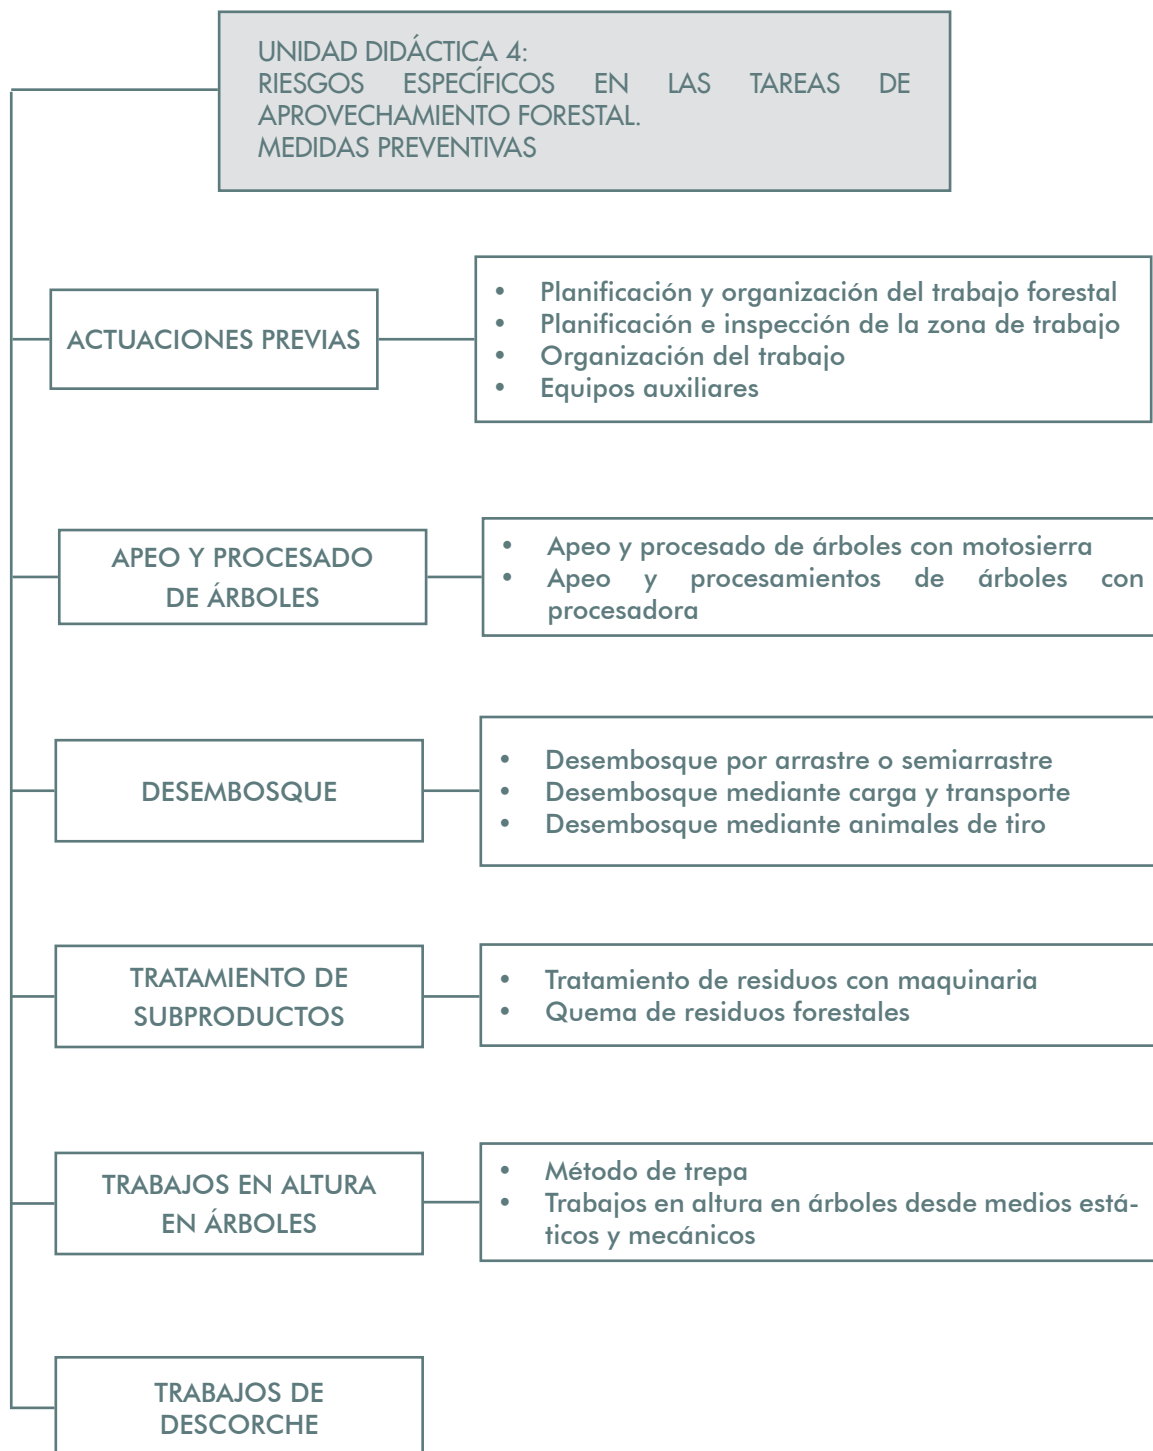 UNIDAD DIDÁCTICA 4:
RIESGOS ESPECÍFICOS EN LAS TAREAS DE
APROVECHAMIENTO FORESTAL.
MEDIDAS PREVENTIVAS
ACTUACIONES PREVIAS
• Planificación y organización del trabajo forestal
• Planificación e inspección de la zona de trabajo
• Organización del trabajo
• Equipos auxiliares
APEO Y PROCESADO
DE ÁRBOLES
• Apeo y procesado de árboles con motosierra
• Apeo y procesamientos de árboles con
procesadora
DESEMBOSQUE
• Desembosque por arrastre o semiarrastre
• Desembosque mediante carga y transporte
• Desembosque mediante animales de tiro
TRATAMIENTO DE
SUBPRODUCTOS
• Tratamiento de residuos con maquinaria
• Quema de residuos forestales
TRABAJOS EN ALTURA
EN ÁRBOLES
• Método de trepa
• Trabajos en altura en árboles desde medios está-
ticos y mecánicos
TRABAJOS DE
DESCORCHE